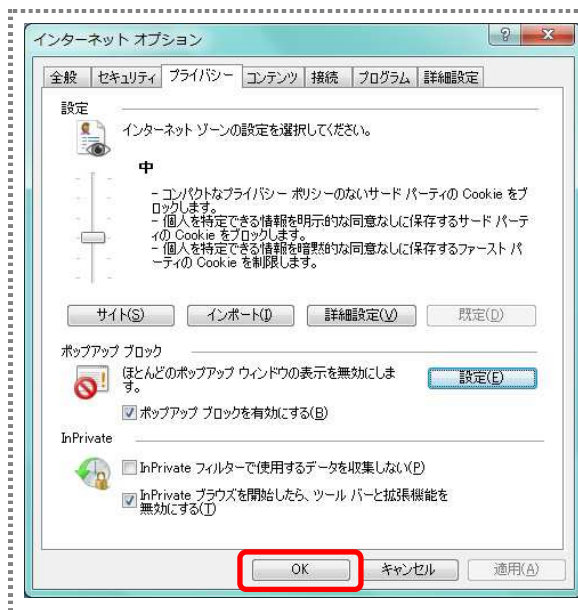 インターネット オプション
全般 セキュリティ プライバシー コンテンツ 接続 プログラム 詳細設定
設定
インターネット ゾーンの設定を選択してください。
中
- コンパクトなプライバシー ポリシーのないサード パーティの Cookie をブ
ロックします。
- 個人を特定できる情報を明示的な同意なしに保存するサード パーテ
ィの Cookie をブロックします。
- 個人を特定できる情報を暗黙的な同意なしに保存するファースト パ
ーティの Cookie を制限します。
サイト(S) インポート(I) 詳細設定(V) 既定(D)
ポップアップ ブロック
ほとんどのポップアップ ウィンドウの表示を無効にしま
す。
設定(E)
ポップアップ ブロックを有効にする(B)
InPrivate
InPrivate フィルターで使用するデータを収集しない(P)
InPrivate ブラウズを開始したら、ツール バーと拡張機能を
無効にする(T)
OK キャンセル 適用(A)